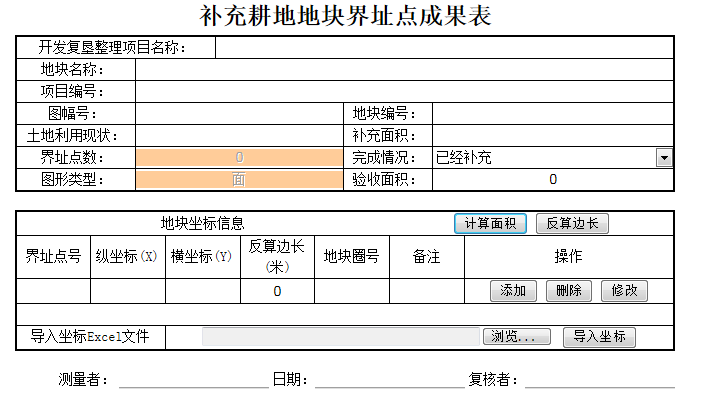 补充耕地地块界址点成果表
开发复垦整理项目名称：
地块名称：
项目编号：
图幅号： 地块编号：
土地利用现状： 补充面积：
界址点数： 0 完成情况： 已经补充
图形类型： 面 验收面积： 0
地块坐标信息 计算面积 反算边长
界址点号 纵坐标(X) 横坐标(Y) 反算边长(米) 地块圈号 备注 操作
0 添加 删除 修改
导入坐标Excel文件 浏览... 导入坐标
测量者： 日期： 复核者：